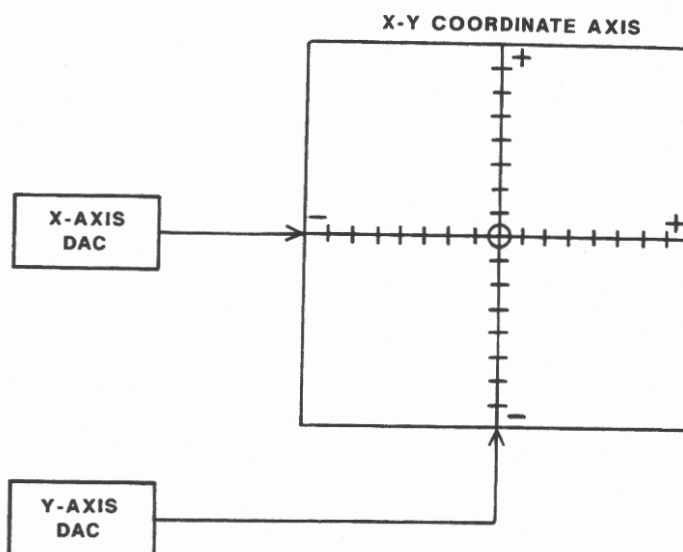 X-Y COORDINATE AXIS
+
X-AXIS
DAC
-
+
-
Y-AXIS
DAC